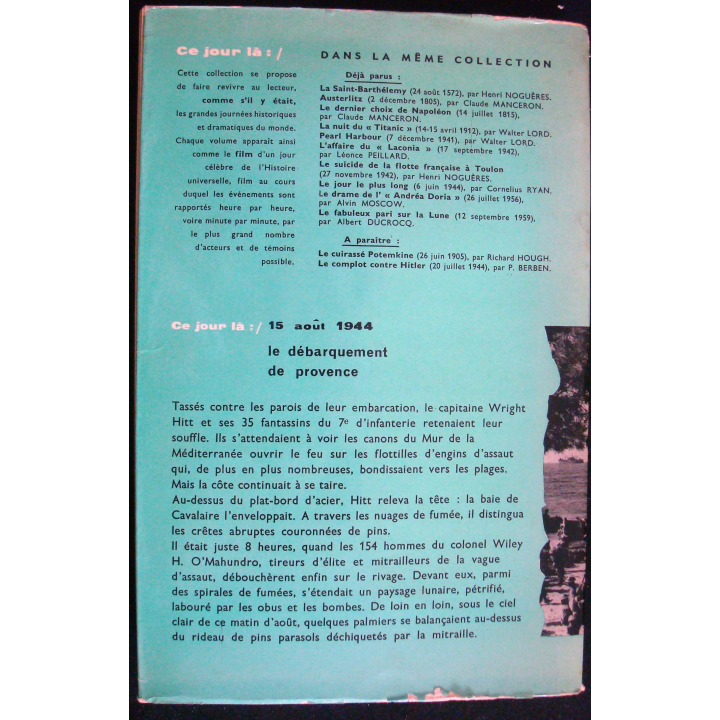 Ce jour là :/
Cette collection se propose
de faire revivre au lecteur,
comme s'il y était,
les grandes journées historiques
et dramatiques du monde.
Chaque volume apparait ainsi
comme le film d'un jour
célèbre de l'Histoire
universelle, film au cours
duquel les événements sont
rapportés heure par heure,
voire minute par minute, par
le plus grand nombre
d'acteurs et de témoins
possible.
DANS LA MÊME COLLECTION
Déjà parus :
La Saint-Barthélemy (24 août 1572), par Henri NOGUÈRES.
Austerlitz (2 décembre 1805), par Claude MANCERON.
Le dernier choix de Napoléon (14 juillet 1815),
par Claude MANCERON.
La nuit du « Titanic » (14-15 avril 1912), par Walter LORD.
Pearl Harbour (7 décembre 1941), par Walter LORD.
L'affaire du « Laconia » (17 septembre 1942),
par Léonce PEILLARD.
Le suicide de la flotte française à Toulon
(27 novembre 1942), par Henri NOGUÈRES.
Le jour le plus long (6 juin 1944), par Cornelius RYAN.
Le drame de l' « Andréa Doria » (26 juillet 1956),
par Alvin MOSCOW.
Le fabuleux pari sur la Lune (12 septembre 1959),
par Albert DUCROCQ.
A paraître :
Le cuirassé Potemkine (26 juin 1905), par Richard HOUGH.
Le complot contre Hitler (20 juillet 1944), par P. BERBEN.
Ce jour là :/ 15 août 1944
le débarquement
de provence
Tassés contre les parois de leur embarcation, le capitaine Wright
Hitt et ses 35 fantassins du 7e d'infanterie retenaient leur
souffle. Ils s'attendaient à voir les canons du Mur de la
Méditerranée ouvrir le feu sur les flottilles d'engins d'assaut
qui, de plus en plus nombreuses, bondissaient vers les plages.
Mais la côte continuait à se taire.
Au-dessus du plat-bord d'acier, Hitt releva la tête : la baie de
Cavalaire l'enveloppait. A travers les nuages de fumée, il distingua
les crêtes abruptes couronnées de pins.
Il était juste 8 heures, quand les 154 hommes du colonel Wiley
H. O'Mahundro, tireurs d'élite et mitrailleurs de la vague
d'assaut, débouchèrent enfin sur le rivage. Devant eux, parmi
des spirales de fumées, s'étendait un paysage lunaire, pétrifié,
labouré par les obus et les bombes. De loin en loin, sous le ciel
clair de ce matin d'août, quelques palmiers se balançaient au-dessus
du rideau de pins parasols déchiquetés par la mitraille.